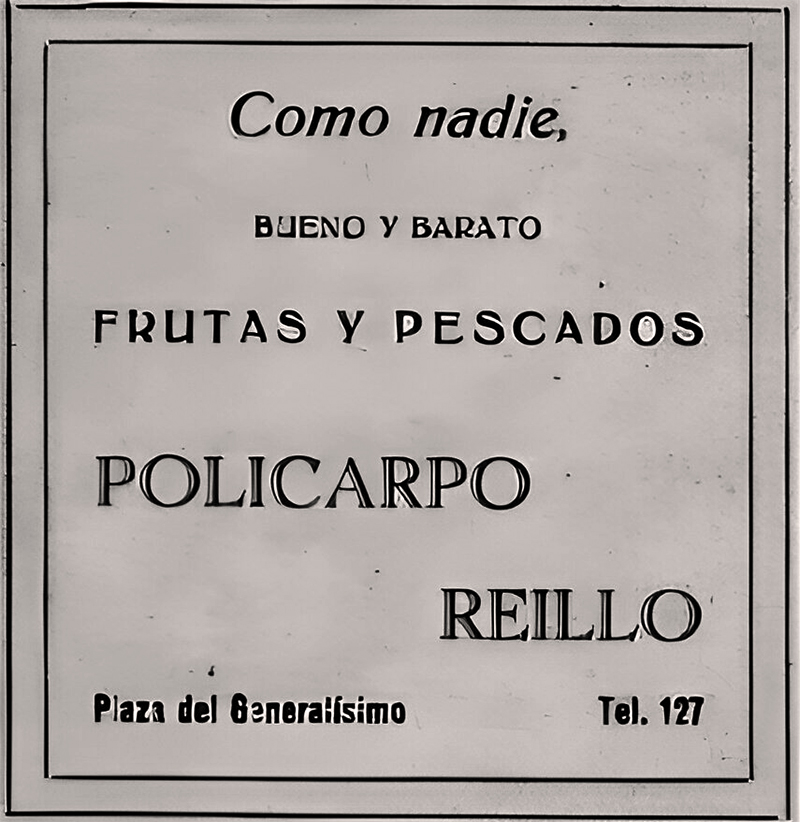 Como nadie,
BUENO Y BARATO
FRUTAS Y PESCADOS
POLICARPO
REILLO
Plaza del Generalísimo Tel. 127